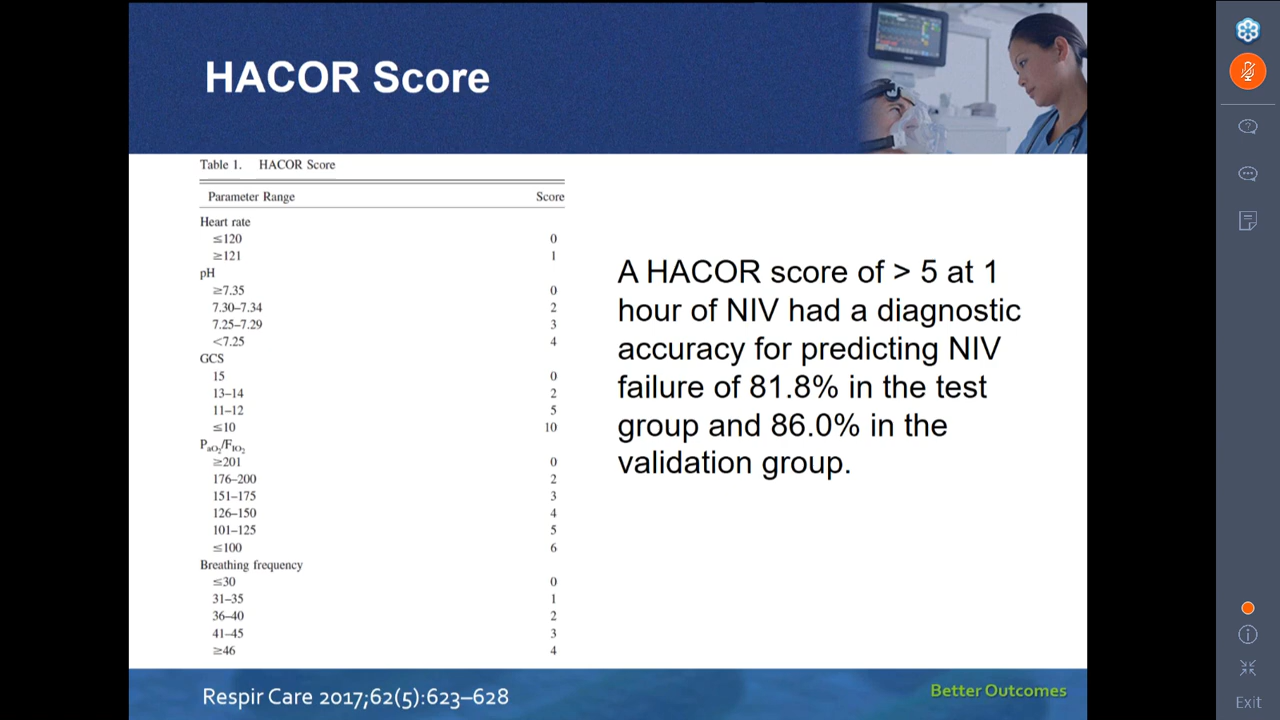 HACOR Score
Table 1. HACOR Score
Parameter Range Score
Heart rate
≤120 0
≥121 1
pH
≥7.35 0
7.30–7.34 2
7.25–7.29 3
<7.25 4
GCS
15 0
13–14 2
11–12 5
≤10 10
PaO2/FIO2
≥201 0
176–200 2
151–175 3
126–150 4
101–125 5
≤100 6
Breathing frequency
≤30 0
31–35 1
36–40 2
41–45 3
≥46 4
A HACOR score of > 5 at 1
hour of NIV had a diagnostic
accuracy for predicting NIV
failure of 81.8% in the test
group and 86.0% in the
validation group.
Respir Care 2017;62(5):623–628
Better Outcomes
Exit